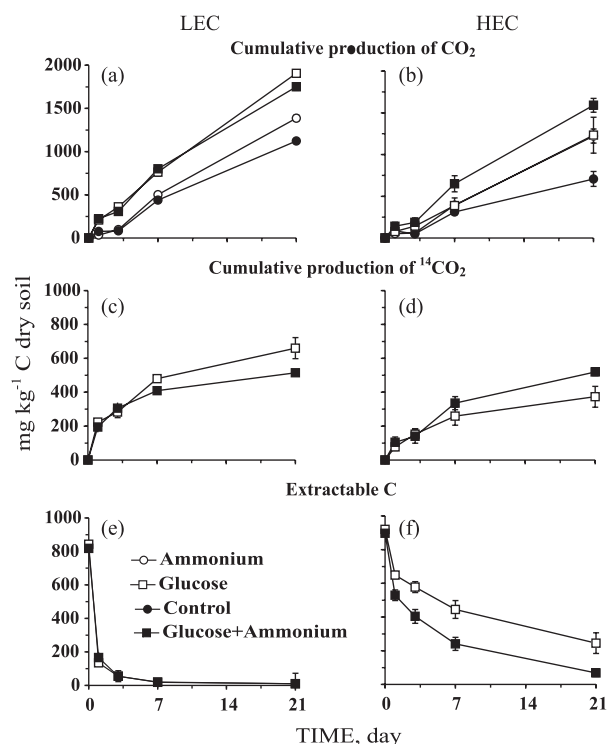 LEC HEC
Cumulative production of CO2
2000 (a) (b)
1500
1000
500
0
Cumulative production of 14CO2
1000 (c) (d)
800
600
400
200
0
mg kg-1 C dry soil
Extractable C
1000 (e) (f)
800
600
400
200
0
Ammonium
Glucose
Control
Glucose+Ammonium
0 7 14 21 0 7 14 21
TIME, day